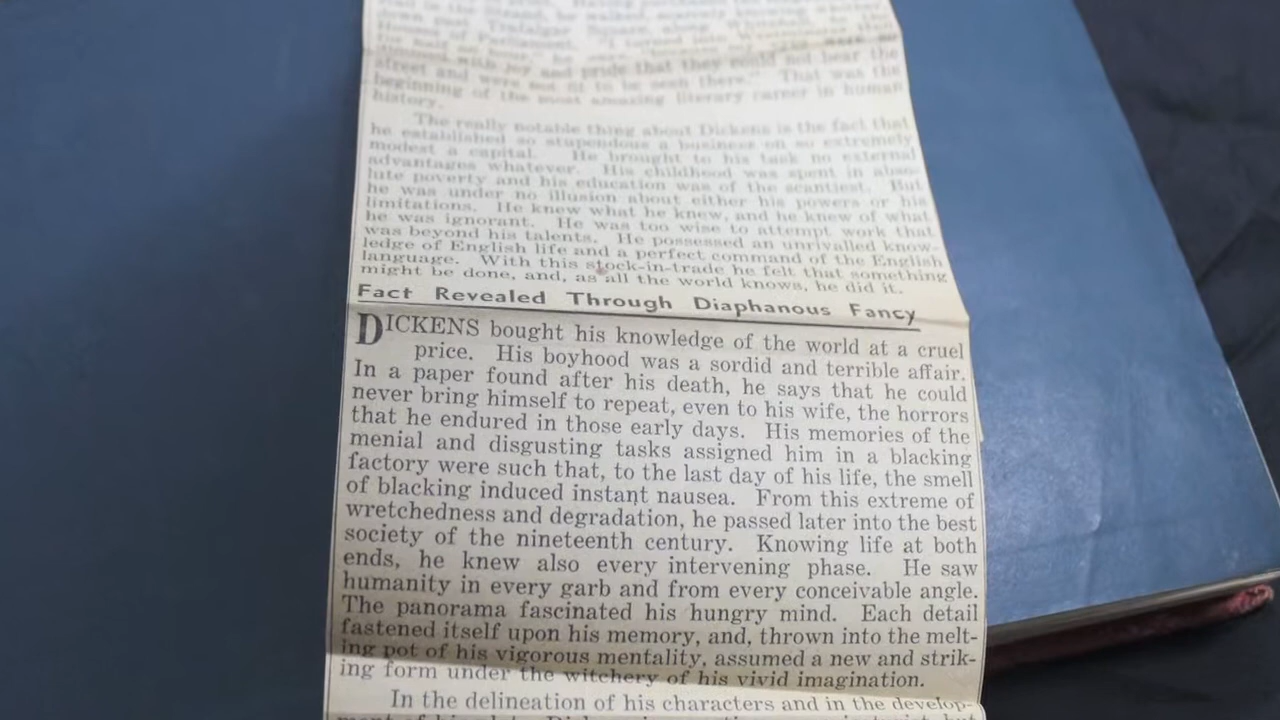 past Trafalgar Square
with joy and pride that they could not bear the
street and were not fit to be seen there." That was the
beginning of the most amazing literary career in human
history.
The really notable thing about Dickens is the fact that
he established so stupendous a business on so extremely
modest a capital. He brought to his task no external
advantages whatever. His childhood was spent in abso-
lute poverty and his education was of the scantiest. But
he was under no illusion about either his powers or his
limitations. He knew what he knew, and he knew of what
he was ignorant. He was too wise to attempt work that
was beyond his talents. He possessed an unrivalled know-
ledge of English life and a perfect command of the English
language. With this stock-in-trade he felt that something
might be done, and, as all the world knows, he did it.
Fact Revealed Through Diaphanous Fancy
DICKENS bought his knowledge of the world at a cruel
price. His boyhood was a sordid and terrible affair.
In a paper found after his death, he says that he could
never bring himself to repeat, even to his wife, the horrors
that he endured in those early days. His memories of the
menial and disgusting tasks assigned him in a blacking
factory were such that, to the last day of his life, the smell
of blacking induced instant nausea. From this extreme of
wretchedness and degradation, he passed later into the best
society of the nineteenth century. Knowing life at both
ends, he knew also every intervening phase. He saw
humanity in every garb and from every conceivable angle.
The panorama fascinated his hungry mind. Each detail
fastened itself upon his memory, and, thrown into the melt-
ing pot of his vigorous mentality, assumed a new and strik-
ing form under the witchery of his vivid imagination.
In the delineation of his characters and in the develop-